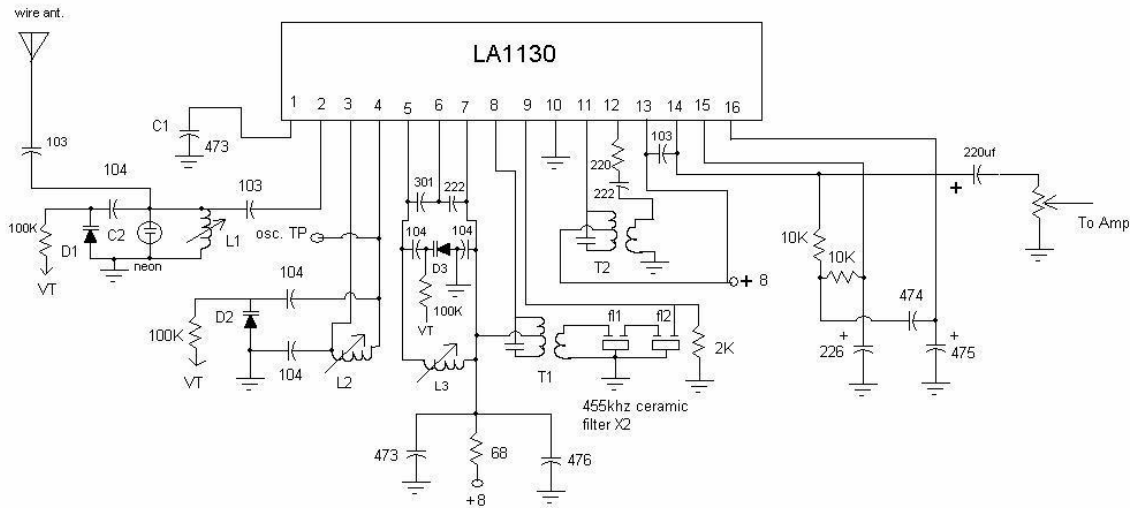 wire ant.
LA1130
1 2 3 4 5 6 7 8 9 10 11 12 13 14 15 16
C1
473
103
103
220
222
220uf
+
To Amp
104
103
301
222
100K
D1
C2
neon
L1
VT
osc. TP
104
D3
104
100K
VT
T2
+ 8
10K
10K
474
104
D2
100K
VT
104
L2
L3
T1
fl1
fl2
2K
+
226
+
475
455khz ceramic
filter X2
473
68
476
+8